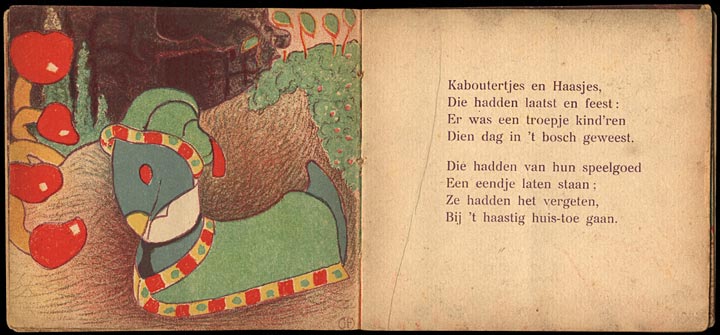 Kaboutertjes en Haasjes,
Die hadden laatst en feest:
Er was een troepje kind'ren
Dien dag in 't bosch geweest.
Die hadden van hun speelgoed
Een eendje laten staan;
Ze hadden het vergeten,
Bij 't haastig huis-toe gaan.